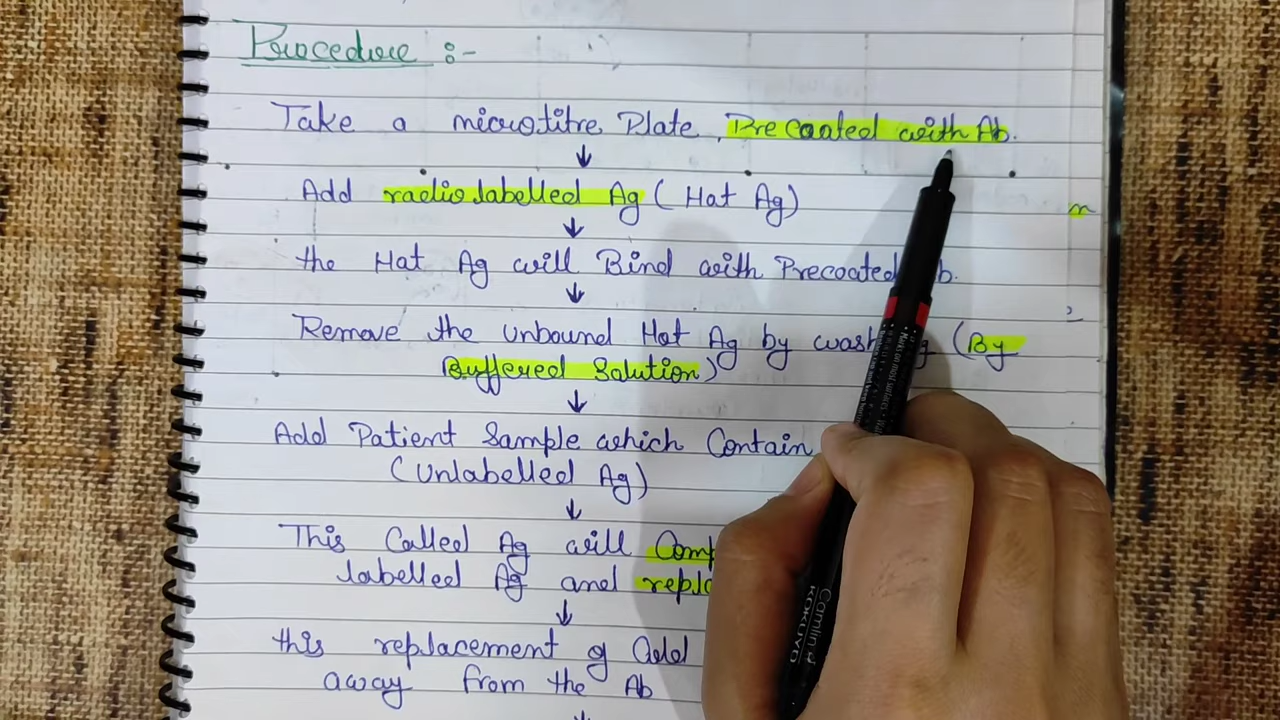 Procedure :-
Take a microtitre Plate, Precoated with Ab.
↓
Add radiolabelled Ag (Hot Ag)
↓
the Hot Ag will Bind with Precoated
↓
Remove the unbound Hot Ag by (By
Buffered Solution)
↓
Add Patient Sample which Contain
(Unlabelled Ag)
↓
This Called Ag will
labelled Ag and
↓
this replacement of
away from the Ab
↓
Camlin
KOKUYO